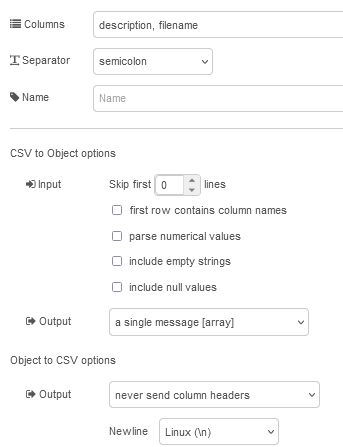 Columns description, filename
Separator semicolon
Name Name
CSV to Object options
Input Skip first 0 lines
first row contains column names
parse numerical values
include empty strings
include null values
Output a single message [array]
Object to CSV options
Output never send column headers
Newline Linux (\n)